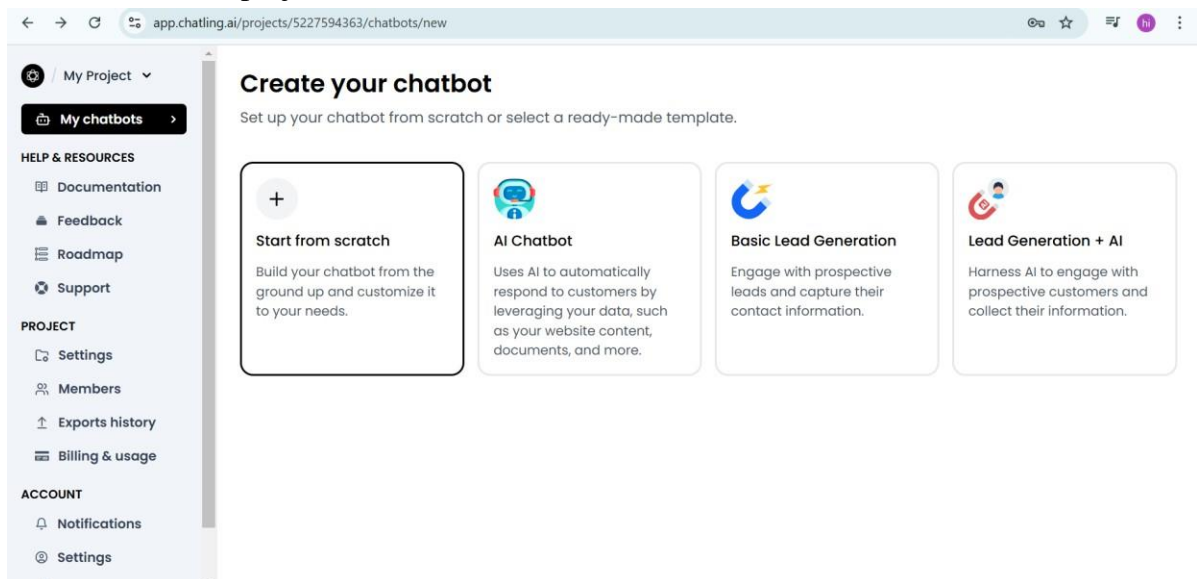 app.chatling.ai/projects/5227594363/chatbots/new
hi
/ My Project
My chatbots
HELP & RESOURCES
Documentation
Feedback
Roadmap
Support
PROJECT
Settings
Members
Exports history
Billing & usage
ACCOUNT
Notifications
Settings
Create your chatbot
Set up your chatbot from scratch or select a ready-made template.
Start from scratch
Build your chatbot from the
ground up and customize it
to your needs.
AI Chatbot
Uses AI to automatically
respond to customers by
leveraging your data, such
as your website content,
documents, and more.
Basic Lead Generation
Engage with prospective
leads and capture their
contact information.
Lead Generation + AI
Harness AI to engage with
prospective customers and
collect their information.